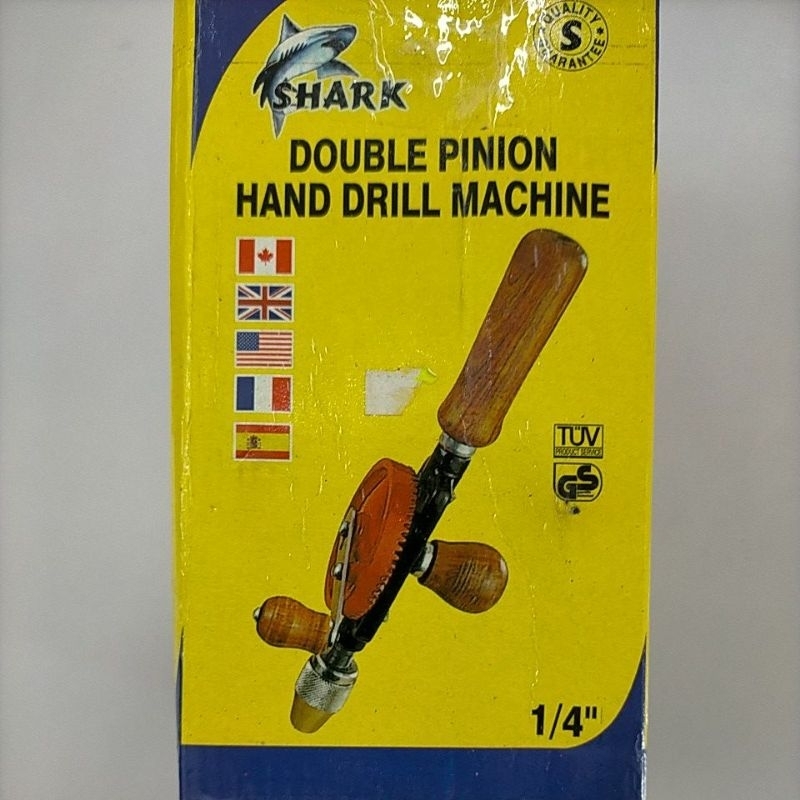 QUALITY
S
GUARANTEE
SHARK
DOUBLE PINION
HAND DRILL MACHINE
TÜV
PRODUCT SERVICE
GS
1/4"